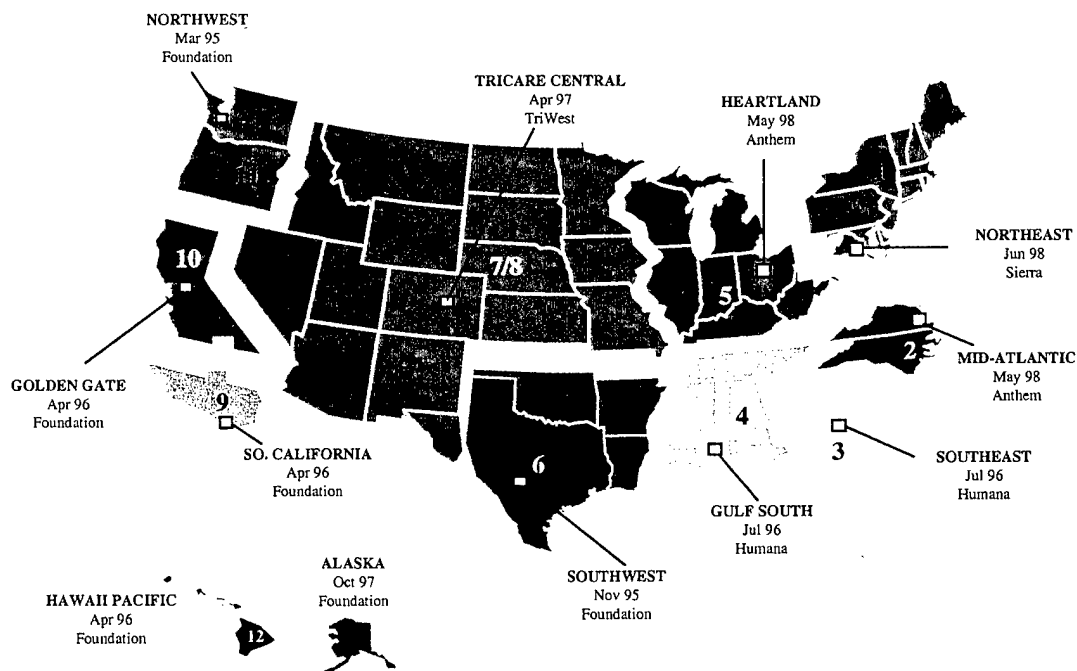 NORTHWEST
Mar 95
Foundation
TRICARE CENTRAL
Apr 97
TriWest
HEARTLAND
May 98
Anthem
NORTHEAST
Jun 98
Sierra
10
7/8
5
2
MID-ATLANTIC
May 98
Anthem
GOLDEN GATE
Apr 96
Foundation
9
SO. CALIFORNIA
Apr 96
Foundation
4
3
SOUTHEAST
Jul 96
Humana
6
GULF SOUTH
Jul 96
Humana
SOUTHWEST
Nov 95
Foundation
ALASKA
Oct 97
Foundation
HAWAII PACIFIC
Apr 96
Foundation
12